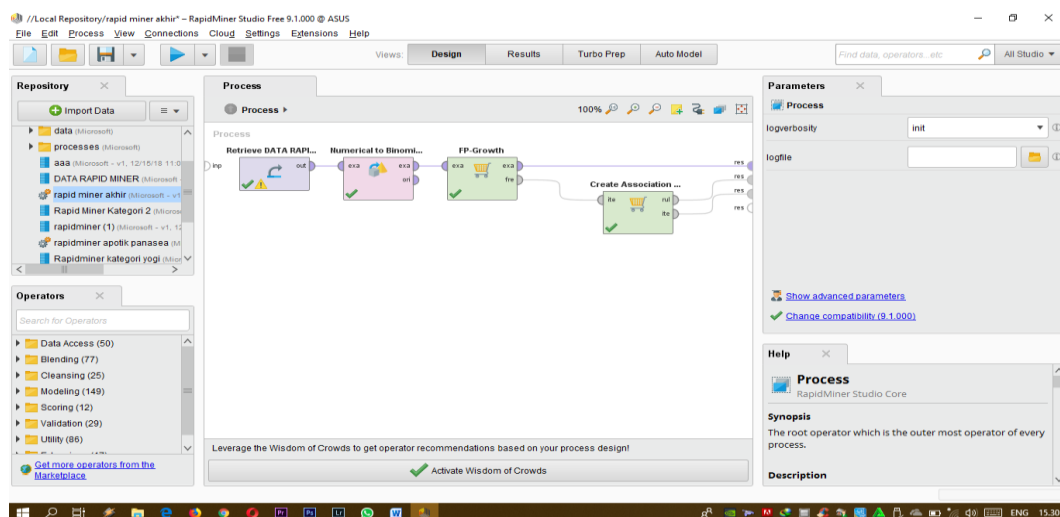 //Local Repository/rapid miner akhir* – RapidMiner Studio Free 9.1.000 @ ASUS
File Edit Process View Connections Cloud Settings Extensions Help
Views: Design Results Turbo Prep Auto Model
Find data, operators...etc
All Studio
Repository
Import Data
data (Microsoft)
processes (Microsoft)
aaa (Microsoft - v1, 12/15/18 11:0
DATA RAPID MINER (Microsoft -
rapid miner akhir (Microsoft - v1
Rapid Miner Kategori 2 (Microso
rapidminer (1) (Microsoft - v1, 12
rapidminer apotik panasea (M
Rapidminer kategori yogi (Micr
Operators
Search for Operators
Data Access (50)
Blending (77)
Cleansing (25)
Modeling (149)
Scoring (12)
Validation (29)
Utility (86)
Get more operators from the
Marketplace
Process
Process
100%
Process
inp
Retrieve DATA RAPI...
out
Numerical to Binomi...
exa exa
ori
FP-Growth
exa exa
fre
Create Association ...
ite rul
ite
res
res
res
res
Leverage the Wisdom of Crowds to get operator recommendations based on your process design!
Activate Wisdom of Crowds
Parameters
Process
logverbosity init
logfile
Show advanced parameters
Change compatibility (9.1.000)
Help
Process
RapidMiner Studio Core
Synopsis
The root operator which is the outer most operator of every
process.
Description
ENG 15.30